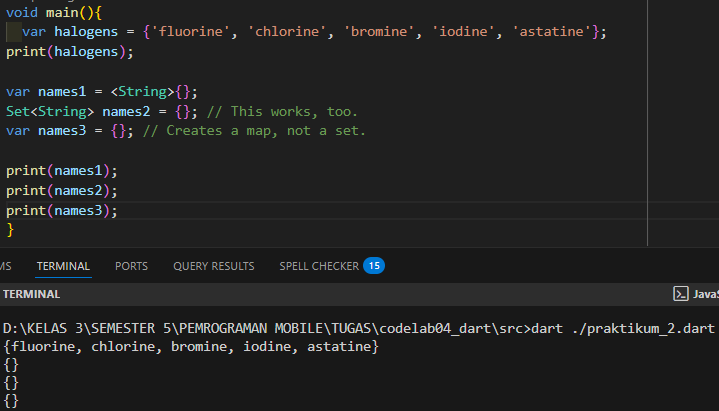 void main(){
  var halogens = {'fluorine', 'chlorine', 'bromine', 'iodine', 'astatine'};
print(halogens);

var names1 = <String>{};
Set<String> names2 = {}; // This works, too.
var names3 = {}; // Creates a map, not a set.

print(names1);
print(names2);
print(names3);
}
MS TERMINAL PORTS QUERY RESULTS SPELL CHECKER 15
TERMINAL JavaS
D:\KELAS 3\SEMESTER 5\PEMROGRAMAN MOBILE\TUGAS\codelab04_dart\src>dart ./praktikum_2.dart
{fluorine, chlorine, bromine, iodine, astatine}
{}
{}
{}